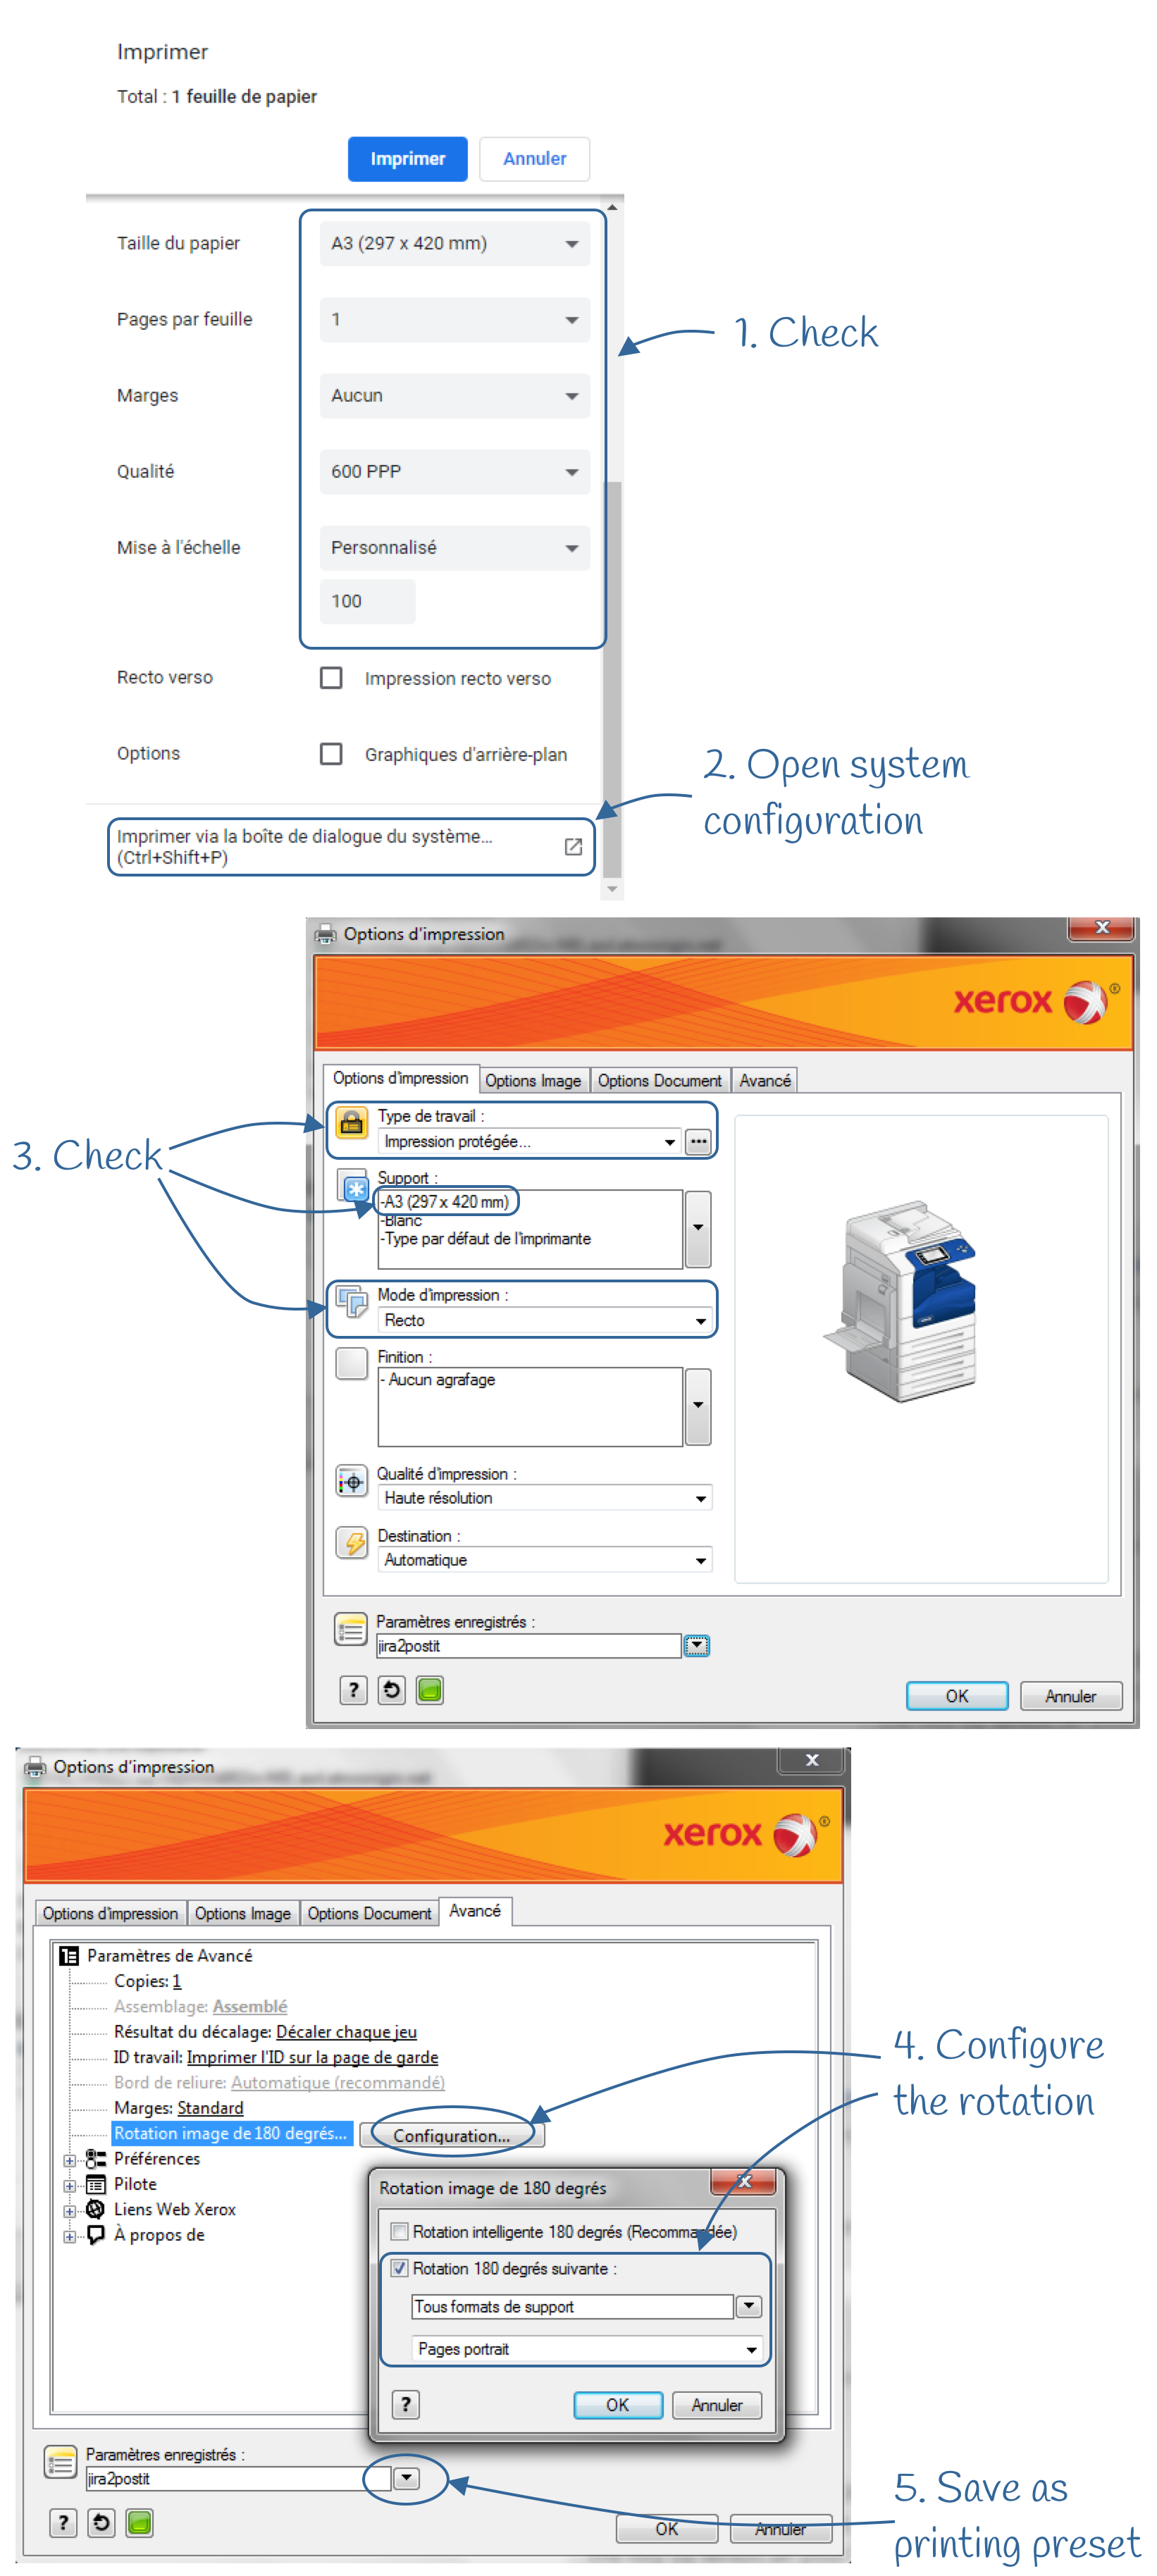 Imprimer
Total : 1 feuille de papier
Imprimer
Annuler
Taille du papier
A3 (297 x 420 mm)
Pages par feuille
1
1. Check
Marges
Aucun
Qualité
600 PPP
Mise à l'échelle
Personnalisé
100
Recto verso
Impression recto verso
Options
Graphiques d'arrière-plan
2. Open system
configuration
Imprimer via la boîte de dialogue du système...
(Ctrl+Shift+P)
Options d'impression
xerox
Options d'impression
Options Image
Options Document
Avancé
3. Check
Type de travail :
Impression protégée...
Support :
-A3 (297 x 420 mm)
-Blanc
-Type par défaut de l'imprimante
Mode d'impression :
Recto
Finition :
- Aucun agrafage
Qualité d'impression :
Haute résolution
Destination :
Automatique
Paramètres enregistrés :
jira2postit
OK
Annuler
Options d'impression
xerox
Options d'impression
Options Image
Options Document
Avancé
Paramètres de Avancé
Copies: 1
Assemblage: Assemblé
Résultat du décalage: Décaler chaque jeu
ID travail: Imprimer l'ID sur la page de garde
Bord de reliure: Automatique (recommandé)
Marges: Standard
Rotation image de 180 degrés...
Configuration...
4. Configure
the rotation
Préférences
Pilote
Liens Web Xerox
À propos de
Rotation image de 180 degrés
Rotation intelligente 180 degrés (Recommandée)
Rotation 180 degrés suivante :
Tous formats de support
Pages portrait
OK
Annuler
Paramètres enregistrés :
jira2postit
OK
Annuler
5. Save as
printing preset